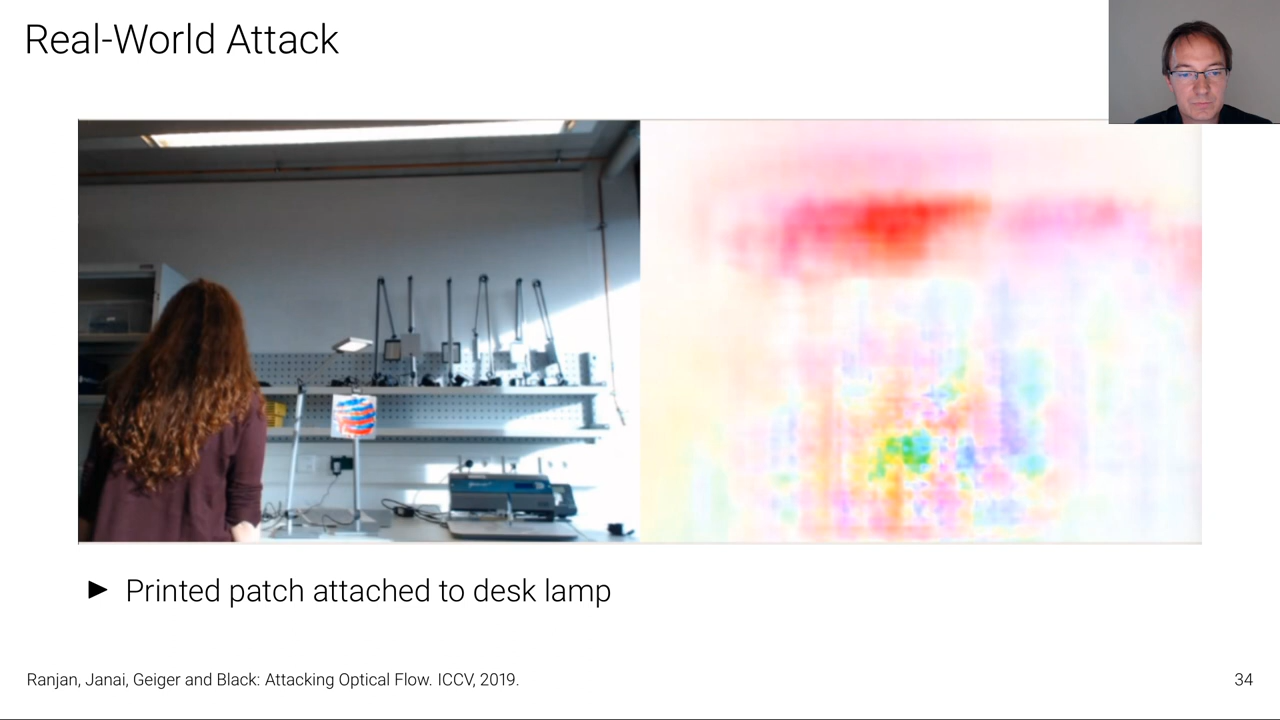 Real-World Attack
► Printed patch attached to desk lamp
Ranjan, Janai, Geiger and Black: Attacking Optical Flow. ICCV, 2019.
34